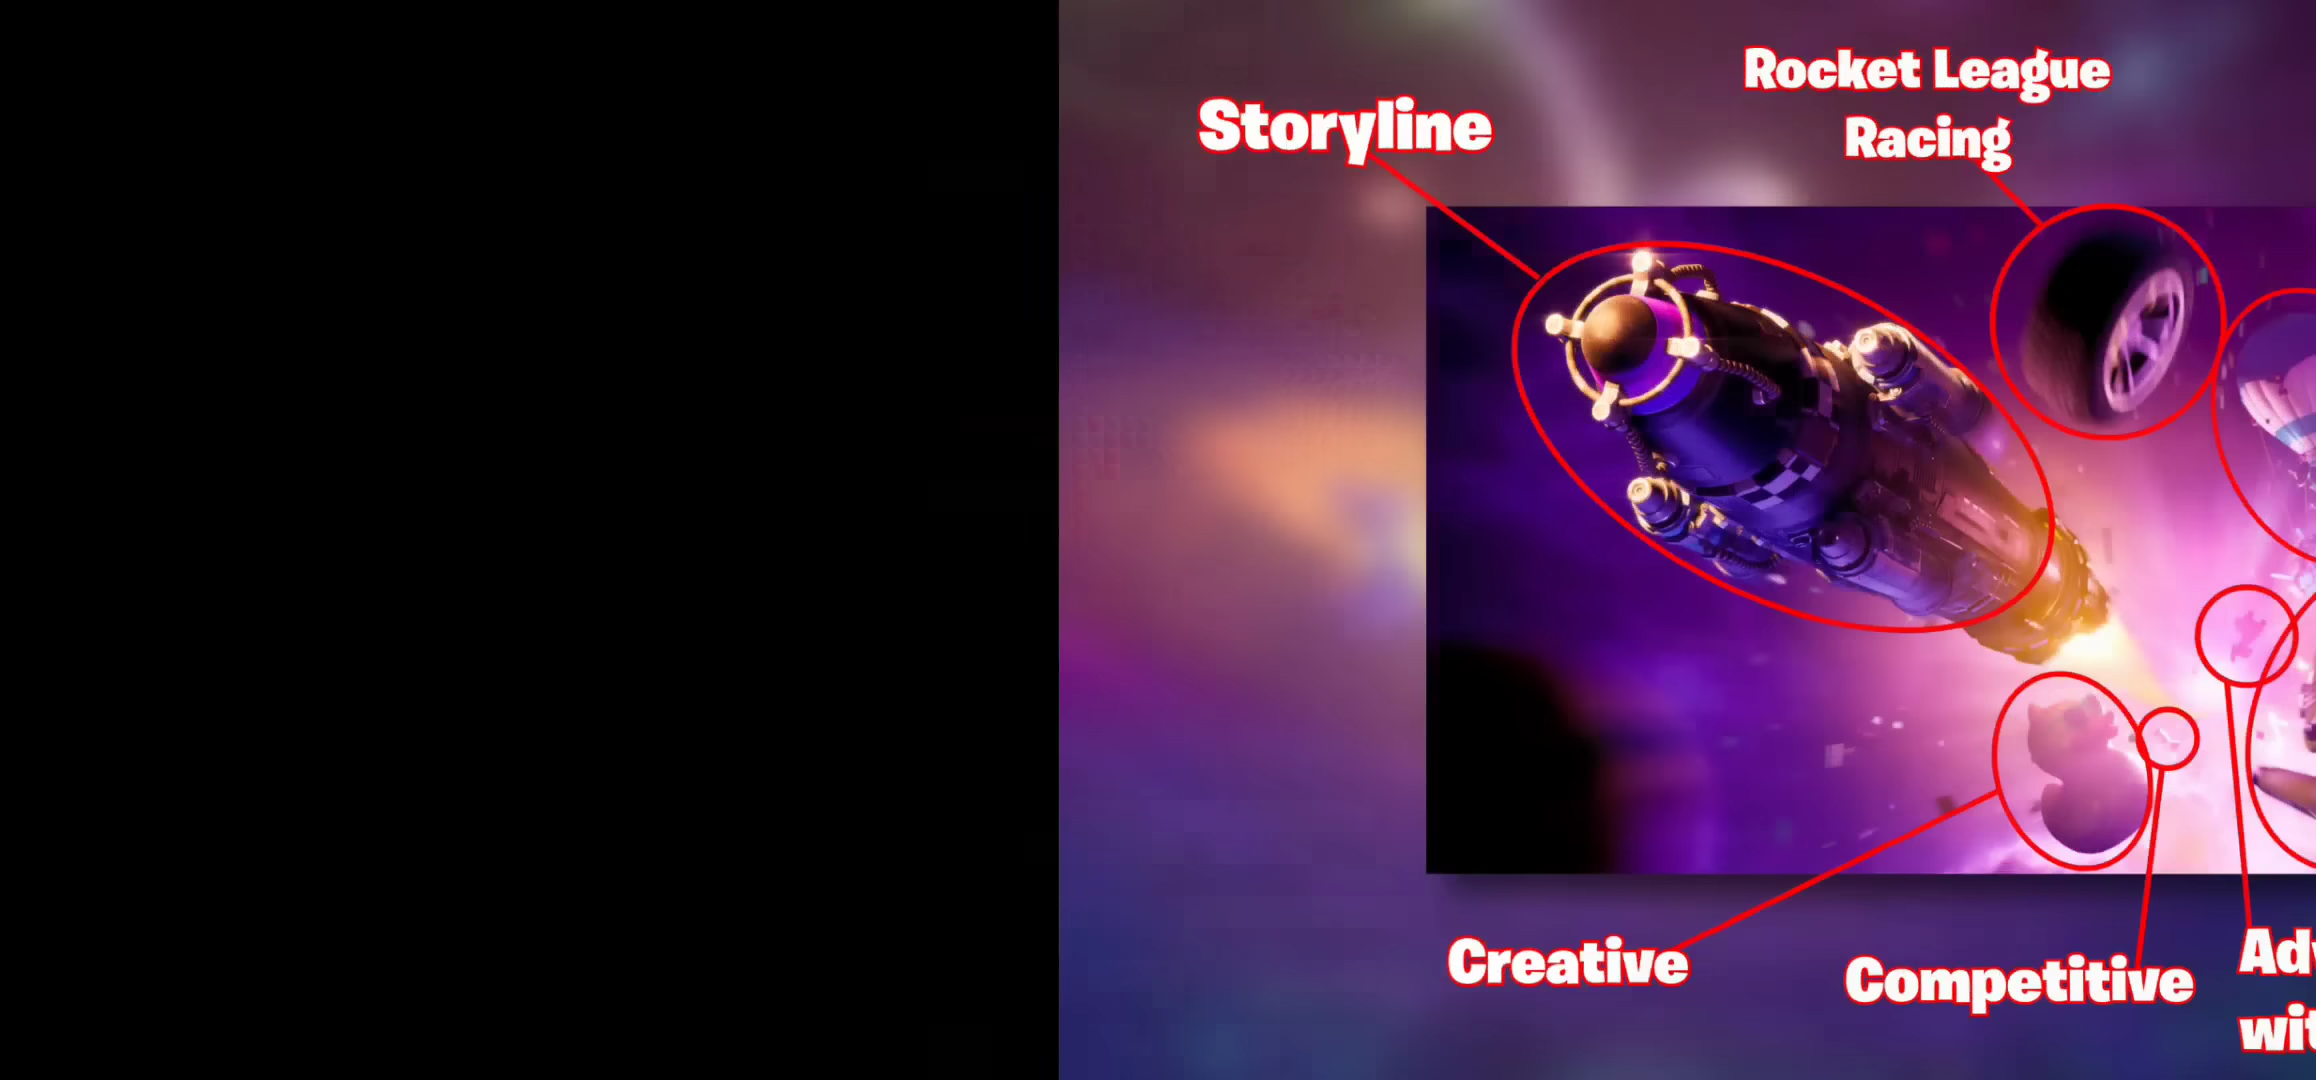 Rocket League
Racing
Storyline
Creative
Competitive